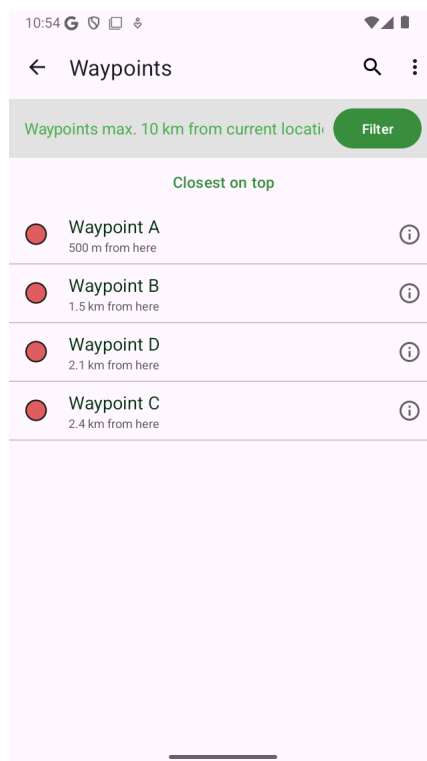 10:54
Waypoints
Waypoints max. 10 km from current locati
Filter
Closest on top
Waypoint A
500 m from here
Waypoint B
1.5 km from here
Waypoint D
2.1 km from here
Waypoint C
2.4 km from here